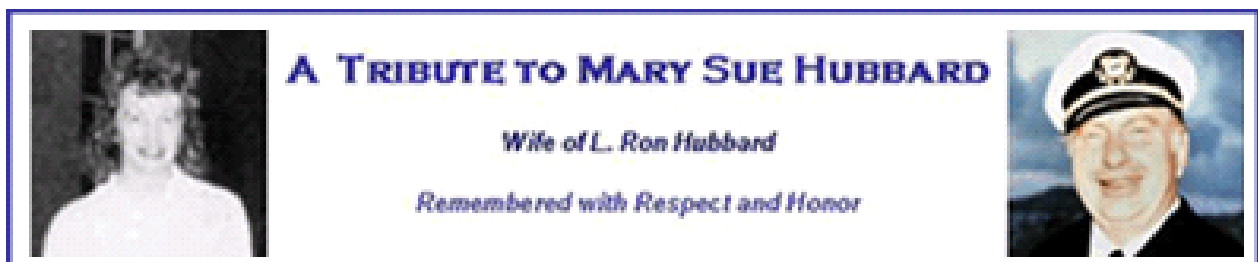 A TRIBUTE TO MARY SUE HUBBARD
Wife of L. Ron Hubbard
Remembered with Respect and Honor